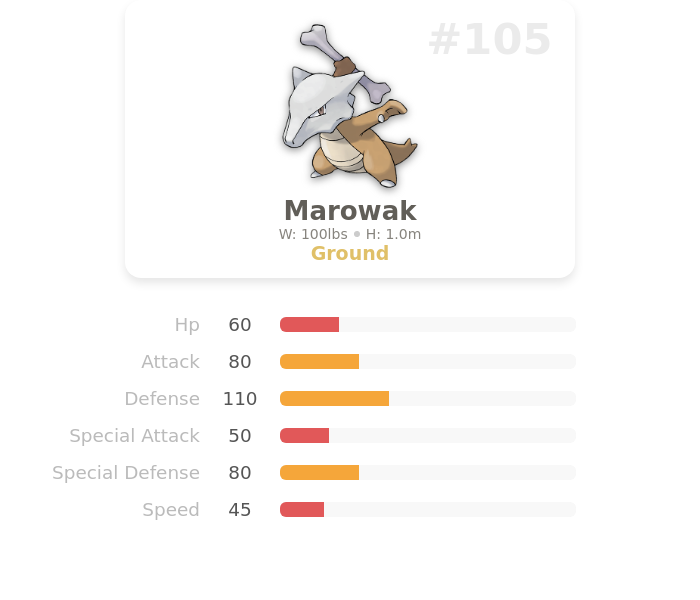 #105
Marowak
W: 100lbs • H: 1.0m
Ground
Hp 60
Attack 80
Defense 110
Special Attack 50
Special Defense 80
Speed 45